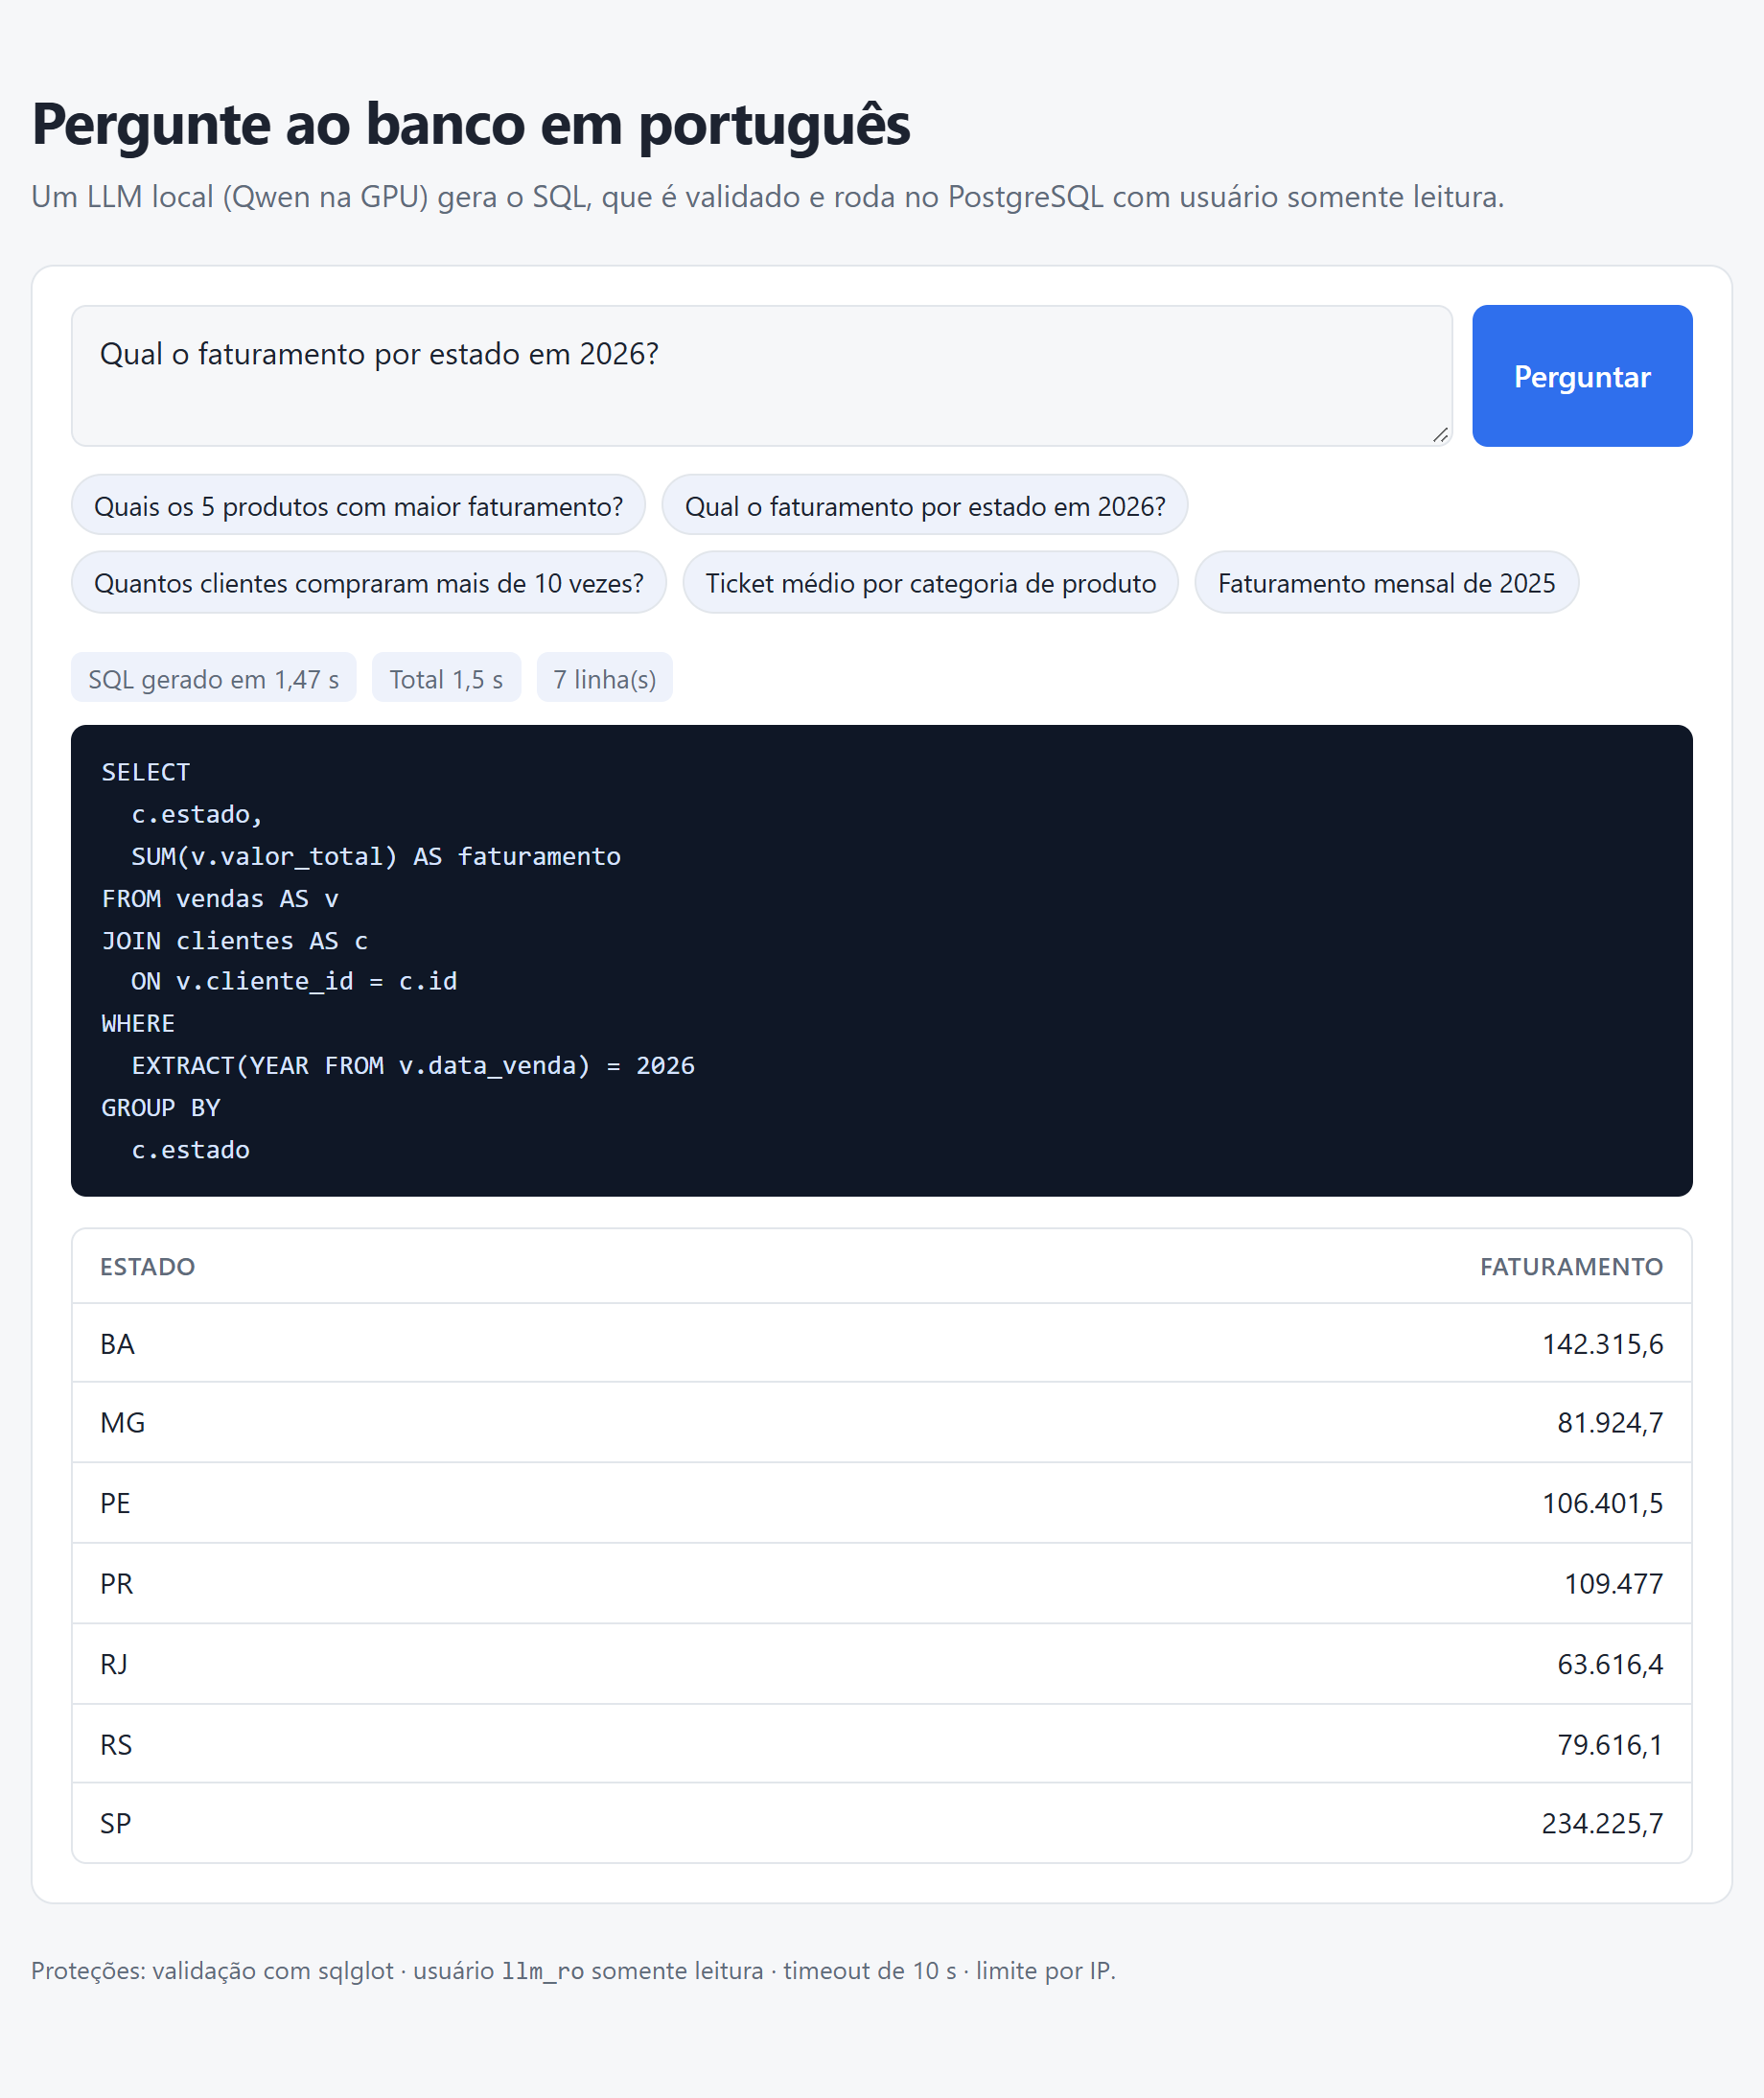 Pergunte ao banco em português
Um LLM local (Qwen na GPU) gera o SQL, que é validado e roda no PostgreSQL com usuário somente leitura.
Qual o faturamento por estado em 2026?
Perguntar
Quais os 5 produtos com maior faturamento?
Qual o faturamento por estado em 2026?
Quantos clientes compraram mais de 10 vezes?
Ticket médio por categoria de produto
Faturamento mensal de 2025
SQL gerado em 1,47 s
Total 1,5 s
7 linha(s)
SELECT
  c.estado,
  SUM(v.valor_total) AS faturamento
FROM vendas AS v
JOIN clientes AS c
  ON v.cliente_id = c.id
WHERE
  EXTRACT(YEAR FROM v.data_venda) = 2026
GROUP BY
  c.estado
ESTADO FATURAMENTO
BA 142.315,6
MG 81.924,7
PE 106.401,5
PR 109.477
RJ 63.616,4
RS 79.616,1
SP 234.225,7
Proteções: validação com sqlglot · usuário llm_ro somente leitura · timeout de 10 s · limite por IP.